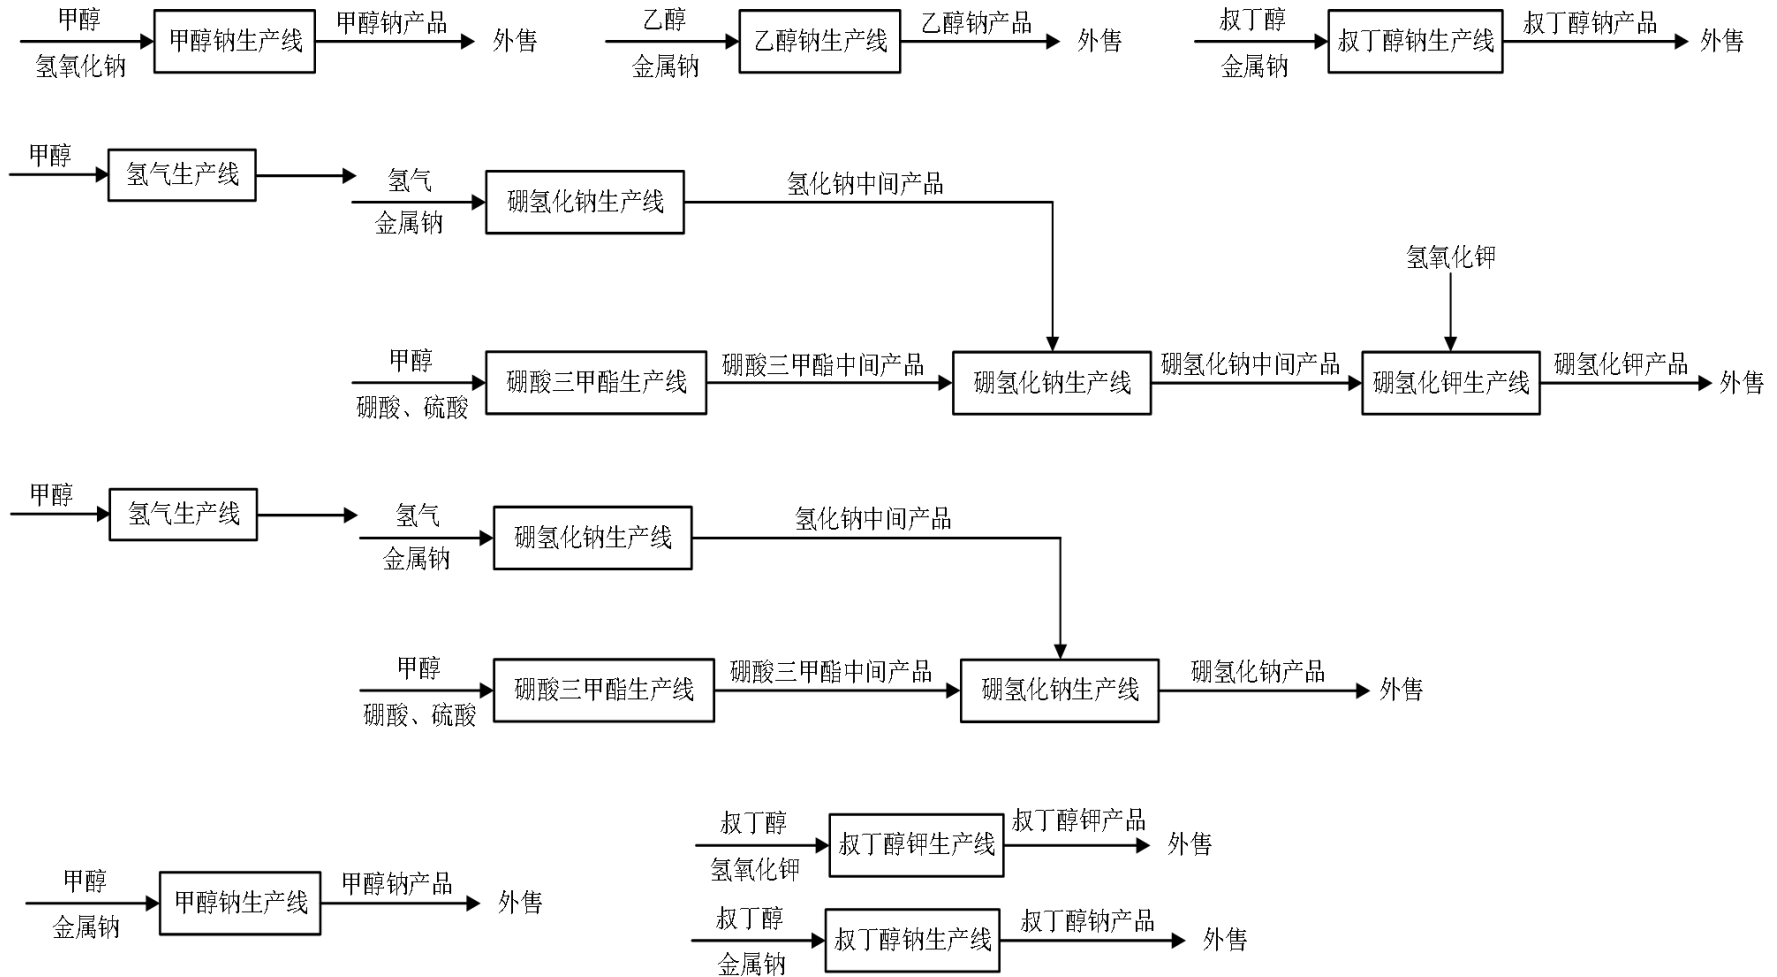 甲醇
氢氧化钠
甲醇钠生产线
甲醇钠产品
外售
乙醇
金属钠
乙醇钠生产线
乙醇钠产品
外售
叔丁醇
金属钠
叔丁醇钠生产线
叔丁醇钠产品
外售
甲醇
氢气生产线
氢气
金属钠
硼氢化钠生产线
氢化钠中间产品
氢氧化钾
甲醇
硼酸、硫酸
硼酸三甲酯生产线
硼酸三甲酯中间产品
硼氢化钠生产线
硼氢化钠中间产品
硼氢化钾生产线
硼氢化钾产品
外售
甲醇
氢气生产线
氢气
金属钠
硼氢化钠生产线
氢化钠中间产品
甲醇
硼酸、硫酸
硼酸三甲酯生产线
硼酸三甲酯中间产品
硼氢化钠生产线
硼氢化钠产品
外售
甲醇
金属钠
甲醇钠生产线
甲醇钠产品
外售
叔丁醇
氢氧化钾
叔丁醇钾生产线
叔丁醇钾产品
外售
叔丁醇
金属钠
叔丁醇钠生产线
叔丁醇钠产品
外售